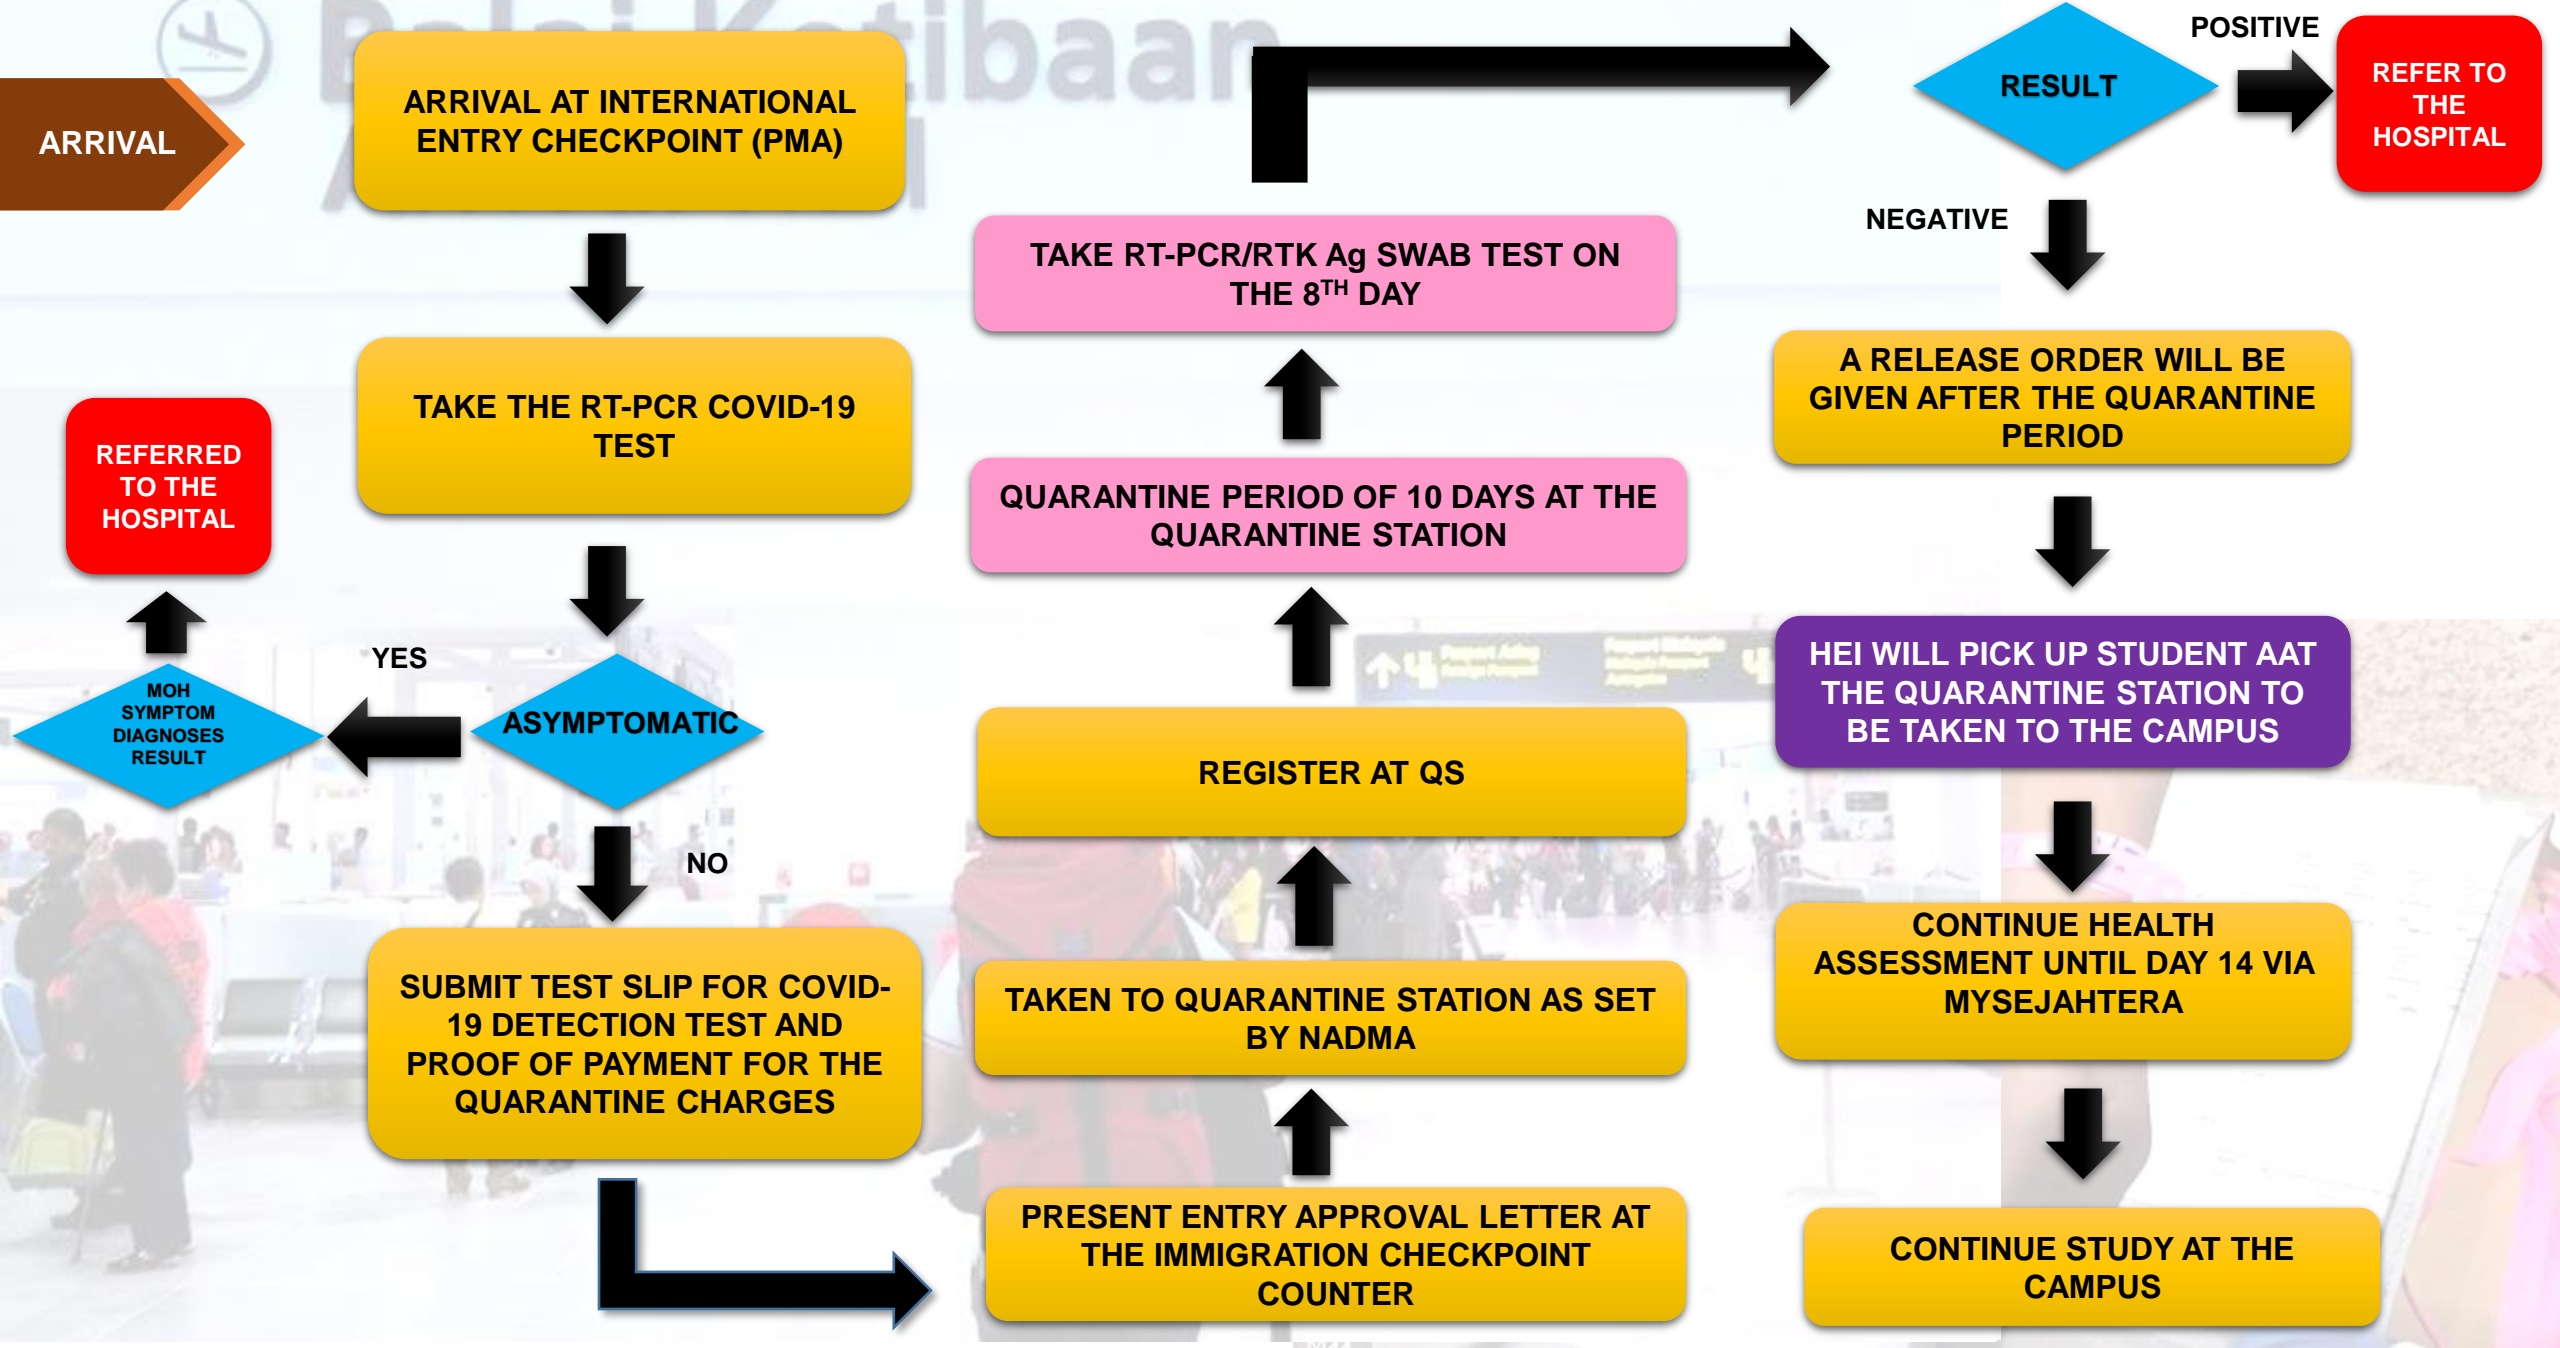 Balai Ketibaan
ARRIVAL
ARRIVAL AT INTERNATIONAL
ENTRY CHECKPOINT (PMA)
TAKE THE RT-PCR COVID-19
TEST
REFERRED
TO THE
HOSPITAL
YES
MOH
SYMPTOM
DIAGNOSES
RESULT
ASYMPTOMATIC
NO
SUBMIT TEST SLIP FOR COVID-
19 DETECTION TEST AND
PROOF OF PAYMENT FOR THE
QUARANTINE CHARGES
PRESENT ENTRY APPROVAL LETTER AT
THE IMMIGRATION CHECKPOINT
COUNTER
TAKEN TO QUARANTINE STATION AS SET
BY NADMA
REGISTER AT QS
QUARANTINE PERIOD OF 10 DAYS AT THE
QUARANTINE STATION
TAKE RT-PCR/RTK Ag SWAB TEST ON
THE 8TH DAY
RESULT
POSITIVE
REFER TO
THE
HOSPITAL
NEGATIVE
A RELEASE ORDER WILL BE
GIVEN AFTER THE QUARANTINE
PERIOD
HEI WILL PICK UP STUDENT AAT
THE QUARANTINE STATION TO
BE TAKEN TO THE CAMPUS
CONTINUE HEALTH
ASSESSMENT UNTIL DAY 14 VIA
MYSEJAHTERA
CONTINUE STUDY AT THE
CAMPUS